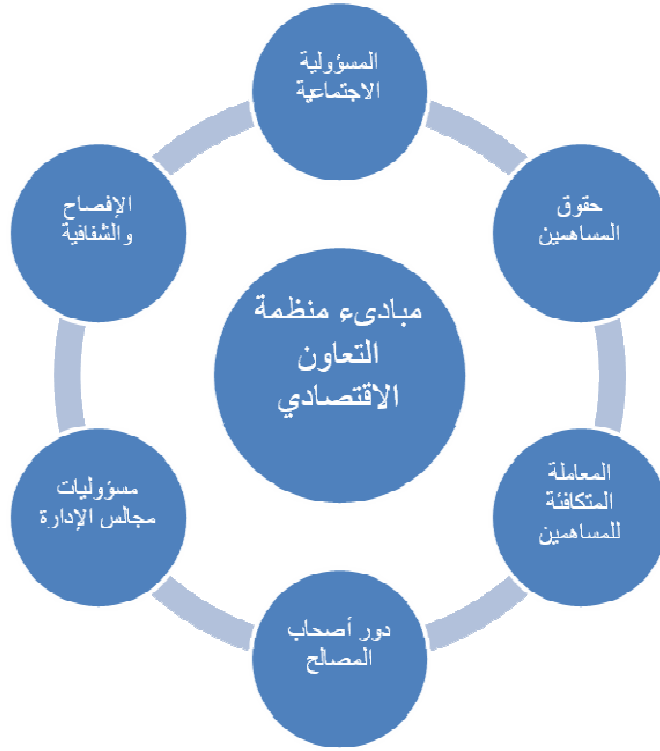 المسؤولية
الاجتماعية
حقوق
المساهمين
المعاملة
المتكافئة
للمساهمين
دور أصحاب
المصالح
مسؤوليات
مجالس الإدارة
الإفصاح
والشفافية
مبادىء منظمة
التعاون
الاقتصادي